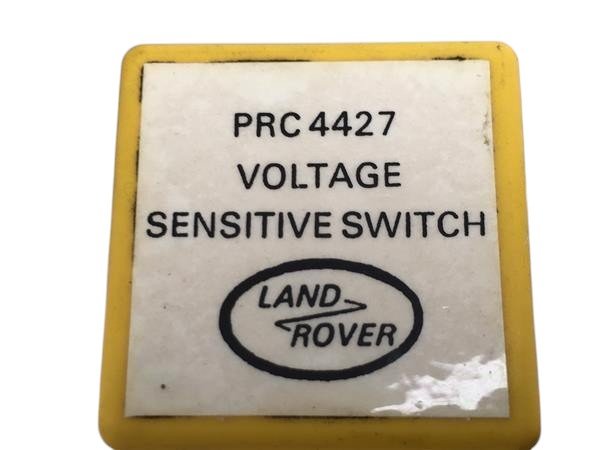 PRC 4427
VOLTAGE
SENSITIVE SWITCH
LAND
ROVER